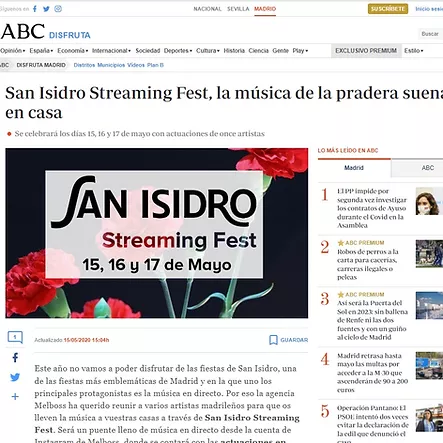 Síguenos en
NACIONAL SEVILLA MADRID
SUSCRÍBETE Inicio sesi
ABC DISFRUTA
Buscar
Opinión España Economía Internacional Sociedad Deportes Cultura Historia Ciencia Gente Play EXCLUSIVO PREMIUM Estilo
ABC DISFRUTA MADRID Distritos Municipios Vídeos Plan B
San Isidro Streaming Fest, la música de la pradera suena
en casa
Se celebrará los días 15, 16 y 17 de mayo con actuaciones de once artistas
SAN ISIDRO
Streaming Fest
15, 16 y 17 de Mayo
1
Actualizado 15/05/2020 15:04h
GUARDAR
Este año no vamos a poder disfrutar de las fiestas de San Isidro, una
de las fiestas más emblemáticas de Madrid y en la que uno de los
principales protagonistas es la música en directo. Por eso la agencia
Melboss ha querido reunir a varios artistas madrileños para que os
lleven la música a vuestras casas a través de San Isidro Streaming
Fest. Será un puente lleno de música en directo desde la cuenta de
Instagram de Melboss, donde se contará con las actuaciones en
LO MÁS LEÍDO EN ABC
Madrid ABC
1
El PP impide por
segunda vez investigar
los contratos de Ayuso
durante el Covid en la
Asamblea
2
ABC PREMIUM
Robos de perros a la
carta para cacerías,
carreras ilegales o
peleas
3
ABC PREMIUM
Así será la Puerta del
Sol en 2023: sin ballena
de Renfe ni las dos
fuentes y con un guiño
al cielo de Madrid
4
Madrid retrasa hasta
mayo las multas por
acceder a la M-30 que
ascenderán de 90 a 200
euros
5
Operación Pantano: El
PSOE intentó dos veces
evitar la declaración de
la edil que denunció el